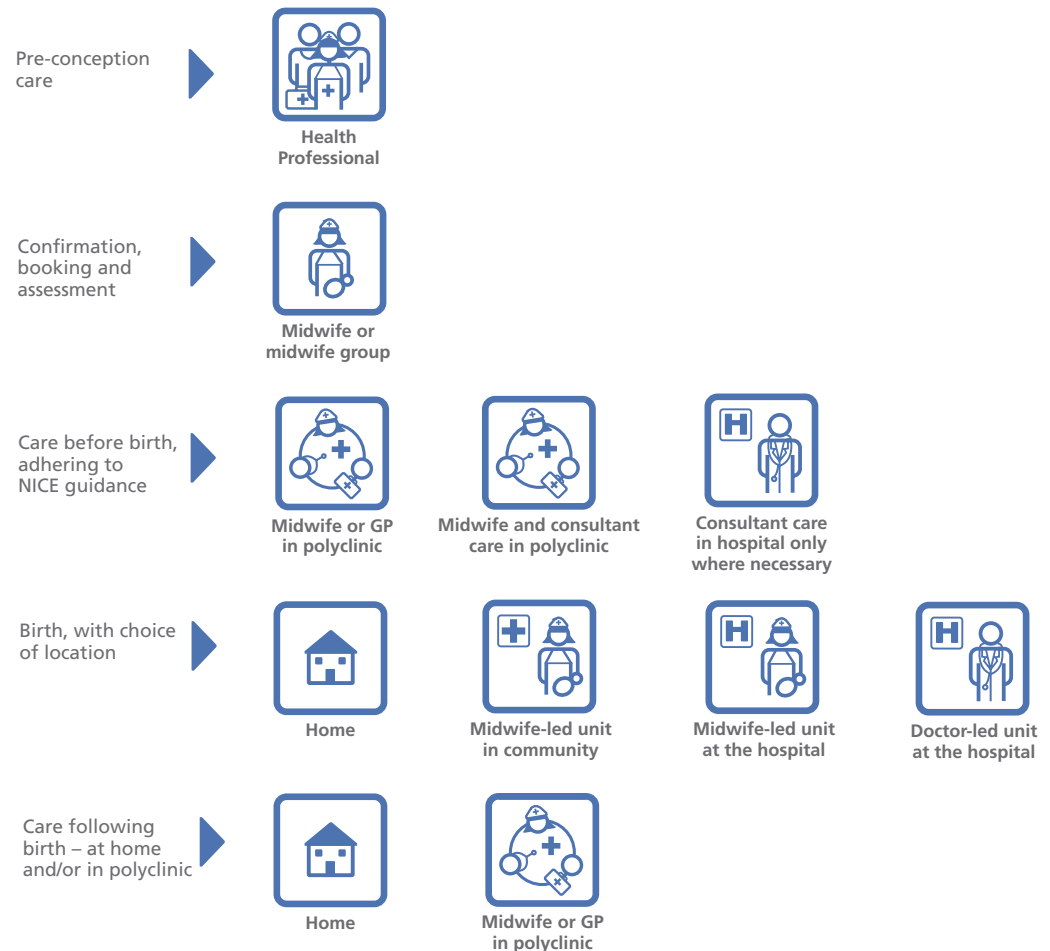 Pre-conception
care
Health
Professional
Confirmation,
booking and
assessment
Midwife or
midwife group
Care before birth,
adhering to
NICE guidance
Midwife or GP
in polyclinic
Midwife and consultant
care in polyclinic
H
Consultant care
in hospital only
where necessary
Birth, with choice
of location
Home
Midwife-led unit
in community
H
Midwife-led unit
at the hospital
H
Doctor-led unit
at the hospital
Care following
birth – at home
and/or in polyclinic
Home
Midwife or GP
in polyclinic